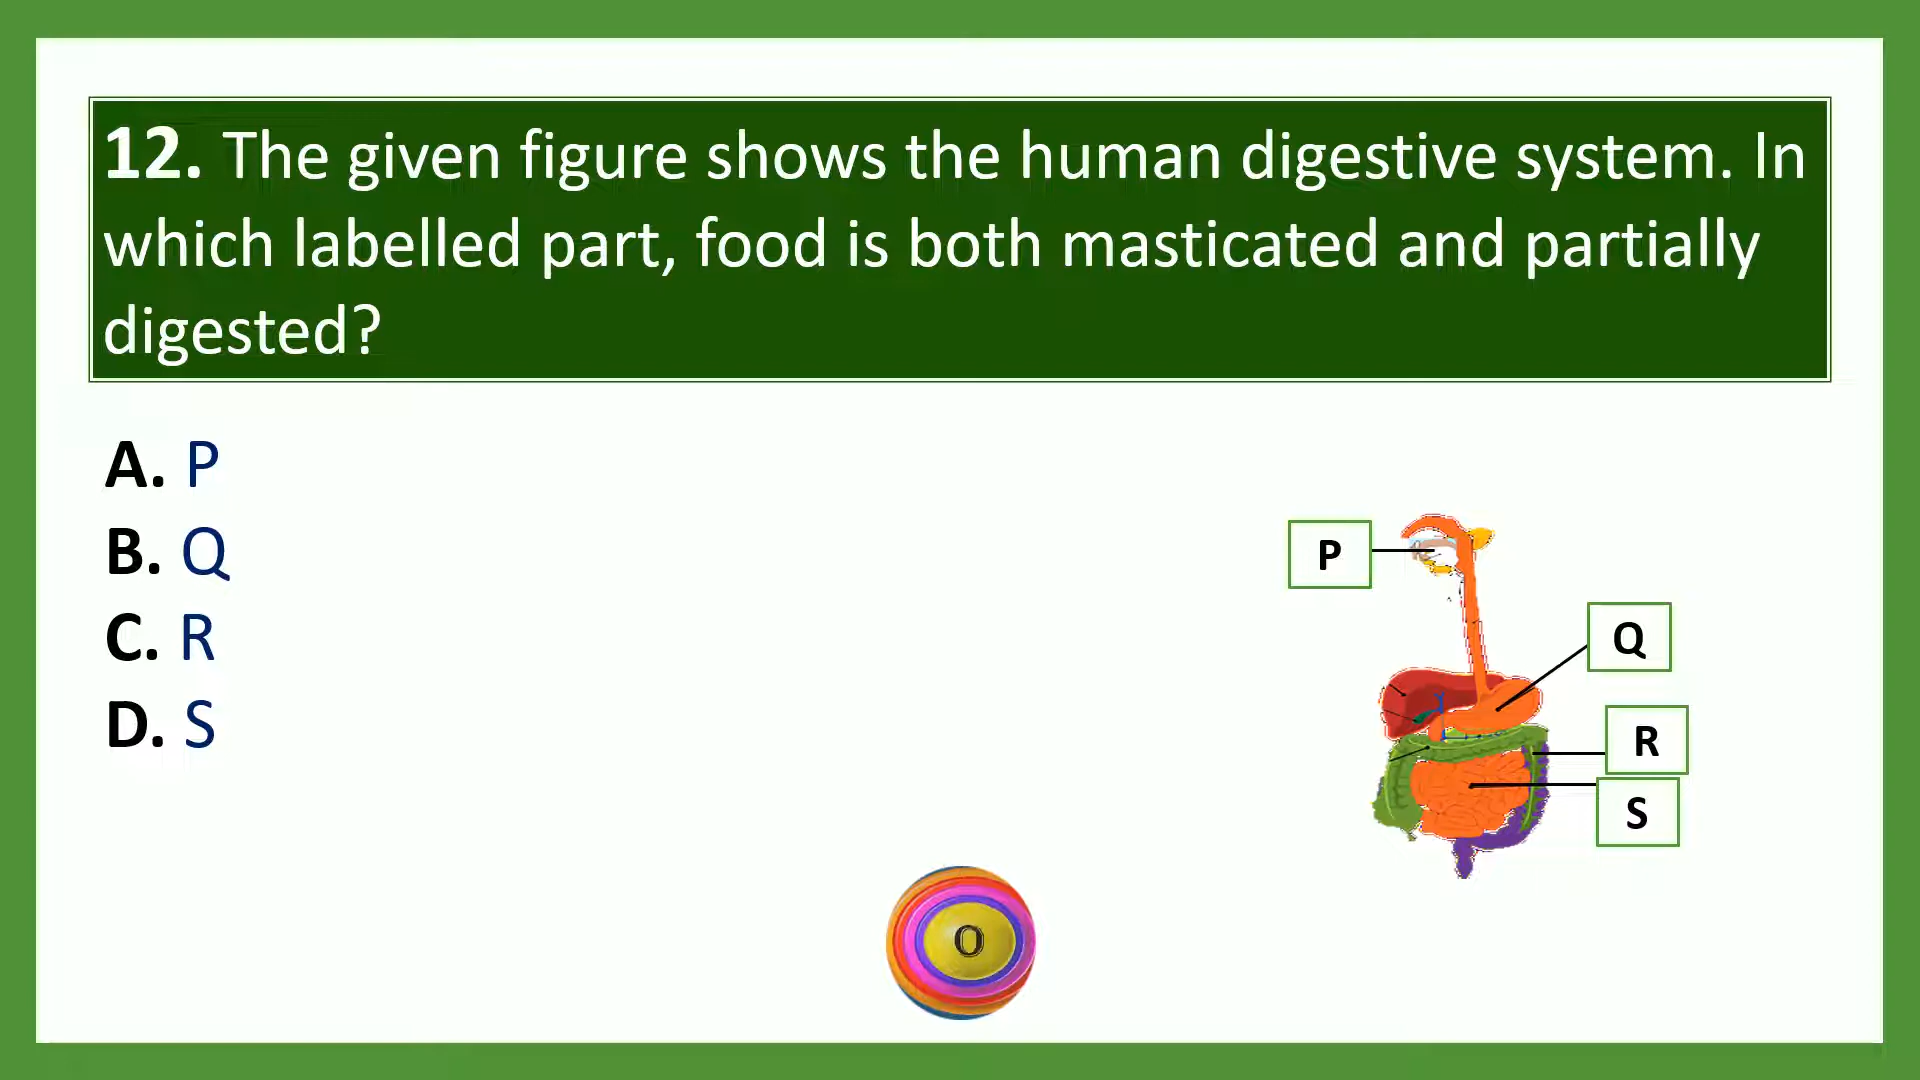 12. The given figure shows the human digestive system. In
which labelled part, food is both masticated and partially
digested?
A. P
B. Q
C. R
D. S
P
Q
R
S
0